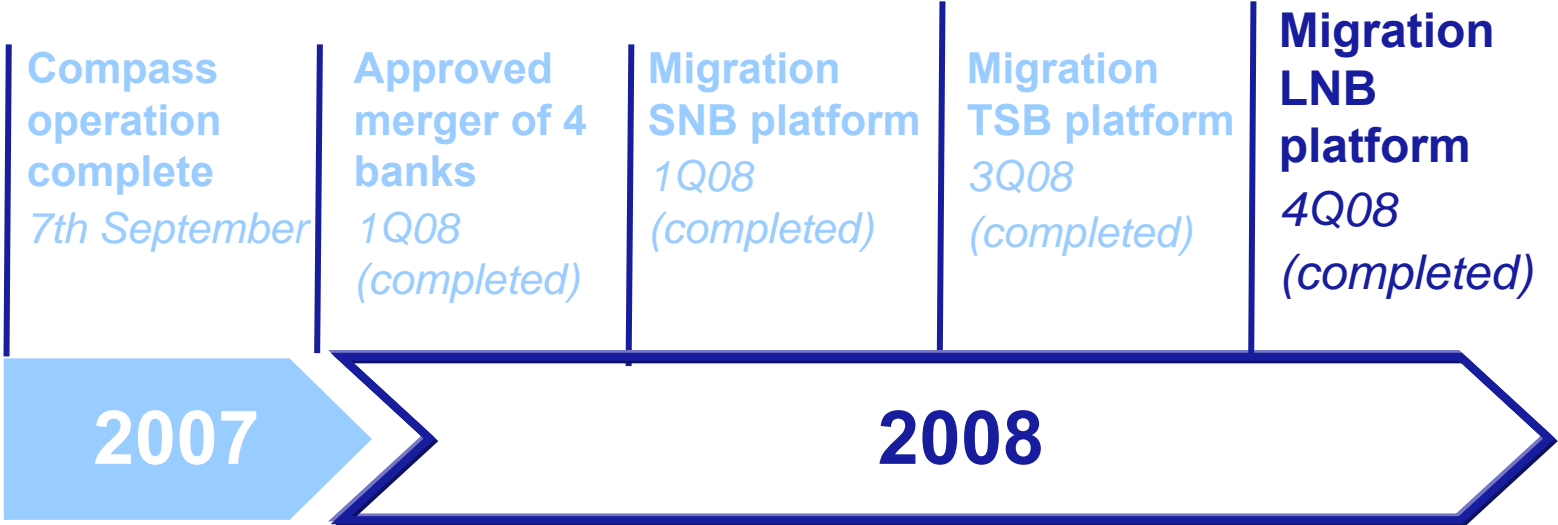 Compass
operation
complete
7th September
Approved
merger of 4
banks
1Q08
(completed)
Migration
SNB platform
1Q08
(completed)
Migration
TSB platform
3Q08
(completed)
Migration
LNB
platform
4Q08
(completed)
2007
2008